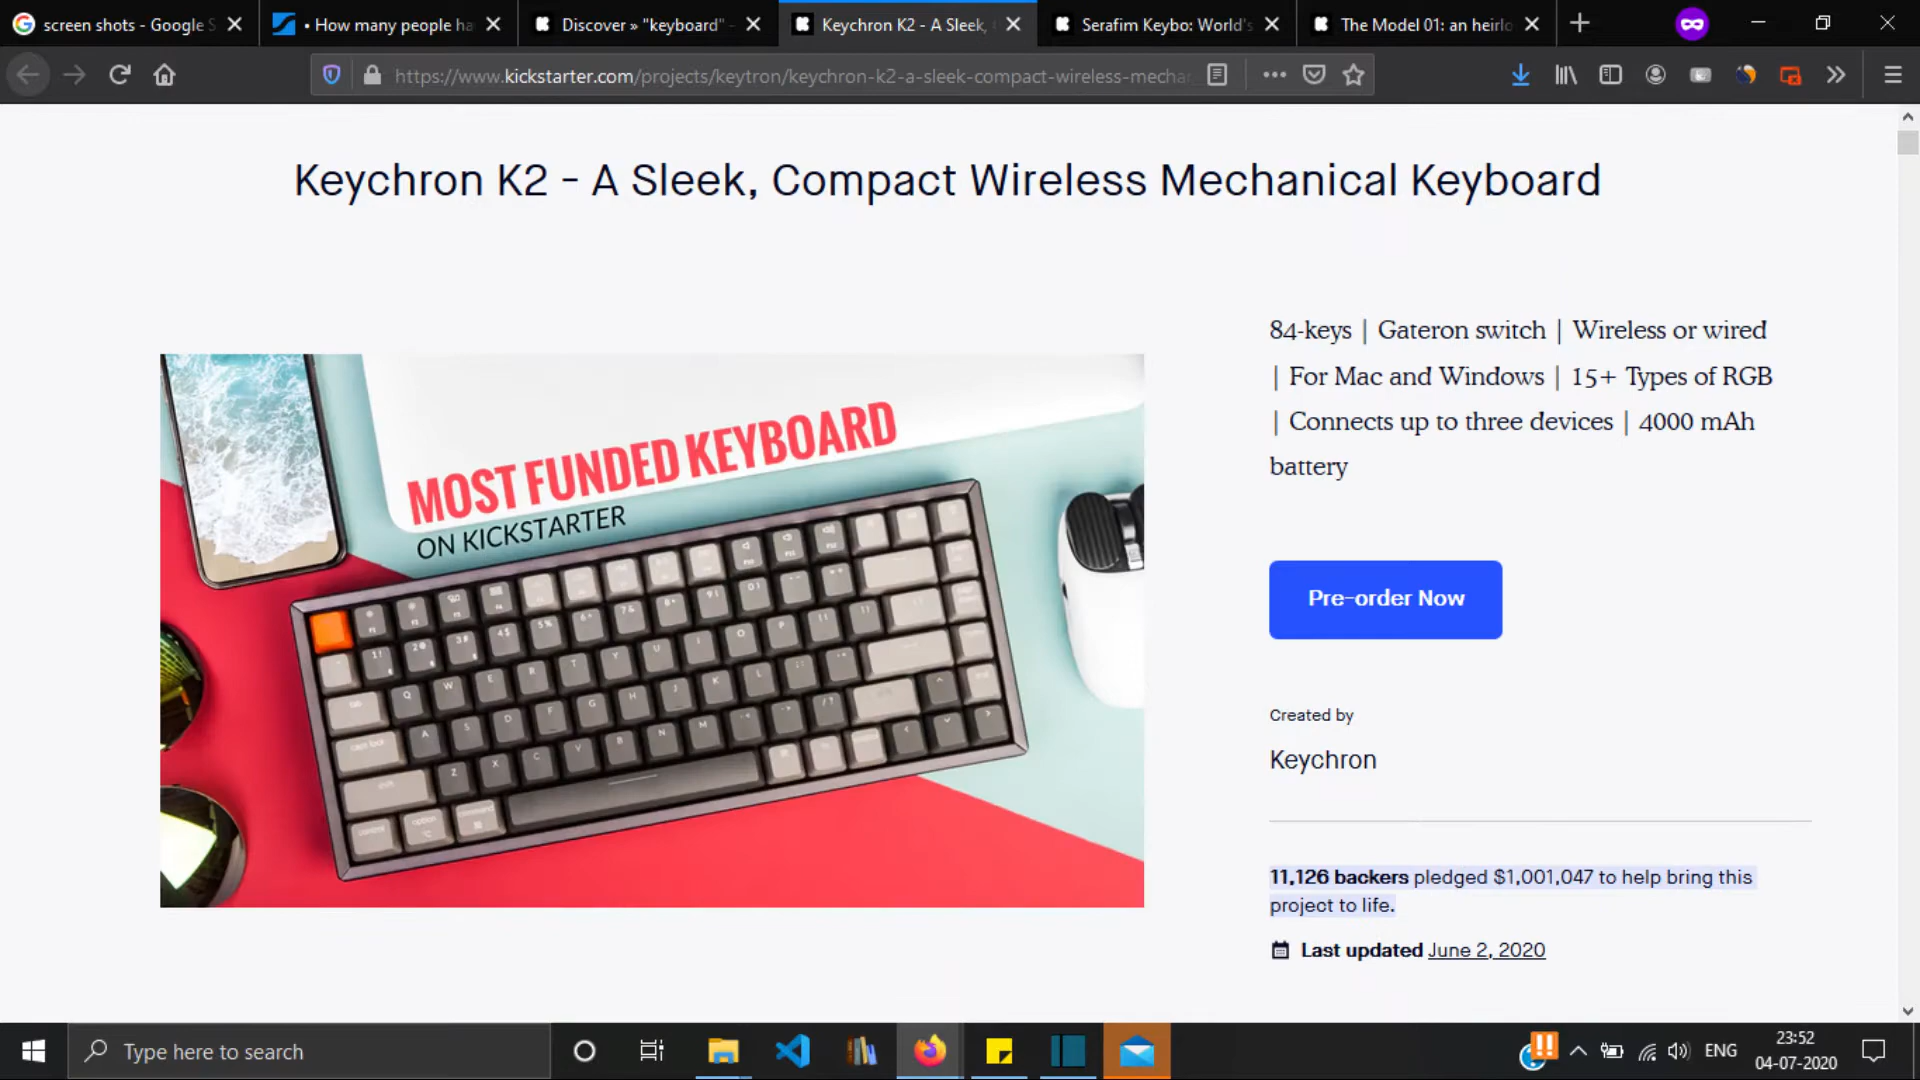 screen shots - Google S
• How many people ha
Discover » "keyboard" -
Keychron K2 - A Sleek,
Serafim Keybo: World's
The Model 01: an heirlo
https://www.kickstarter.com/projects/keytron/keychron-k2-a-sleek-compact-wireless-mecha
Keychron K2 - A Sleek, Compact Wireless Mechanical Keyboard
84-keys | Gateron switch | Wireless or wired
| For Mac and Windows | 15+ Types of RGB
| Connects up to three devices | 4000 mAh
battery
MOST FUNDED KEYBOARD
ON KICKSTARTER
Pre-order Now
Created by
Keychron
11,126 backers pledged $1,001,047 to help bring this
project to life.
Last updated June 2, 2020
Type here to search
ENG
23:52
04-07-2020